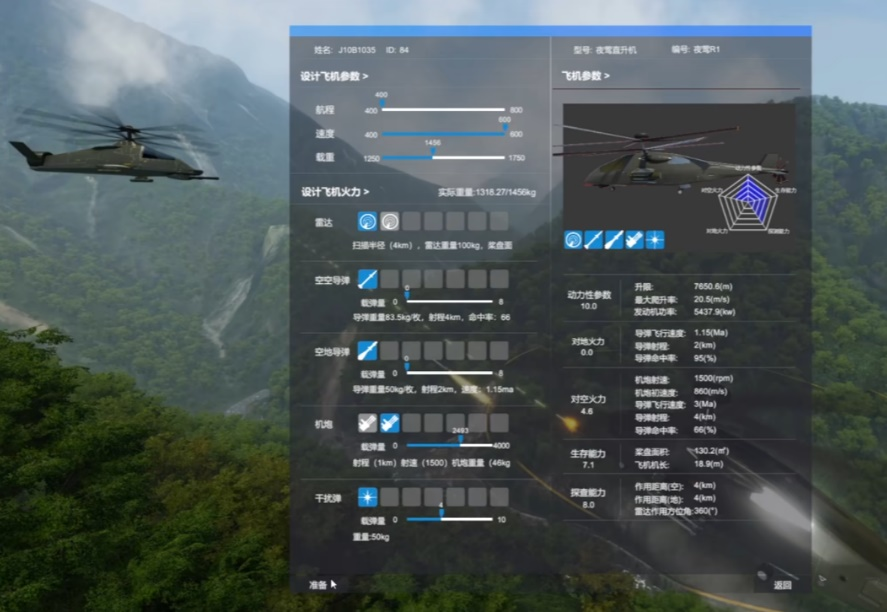 姓名: J10B1035 ID: 84
设计飞机参数 >
400
航程 400 800
600
速度 400 600
1456
载重 1250 1750
设计飞机火力 > 实际重量:1318.27/1456kg
雷达
扫描半径（4km），雷达重量100kg，桨盘面
空空导弹
0
载弹量 0 8
导弹重量83.5kg/枚，射程4km，命中率：66
空地导弹
0
载弹量 0 8
导弹重量50kg/枚，射程2km，速度：1.15ma
机炮
2493
载弹量 0 4000
射程（1km）射速（1500）机炮重量（46kg
干扰弹
4
载弹量 0 10
重量:50kg
准备
型号: 夜莺直升机 编号: 夜莺R1
飞机参数 >
动力性参数
对空火力 生存能力
对地火力 探测能力
动力性参数
10.0
升限: 7650.6(m)
最大爬升率: 20.5(m/s)
发动机功率: 5437.9(kw)
对地火力
0.0
导弹飞行速度: 1.15(Ma)
导弹射程: 2(km)
导弹命中率: 95(%)
对空火力
4.6
机炮射速: 1500(rpm)
机炮初速度: 860(m/s)
导弹飞行速度: 3(Ma)
导弹射程: 4(km)
导弹命中率: 66(%)
生存能力
7.1
桨盘面积: 130.2(㎡)
飞机机长: 18.9(m)
探查能力
8.0
作用距离(空): 4(km)
作用距离(地): 4(km)
雷达作用方位角:360(°)
返回